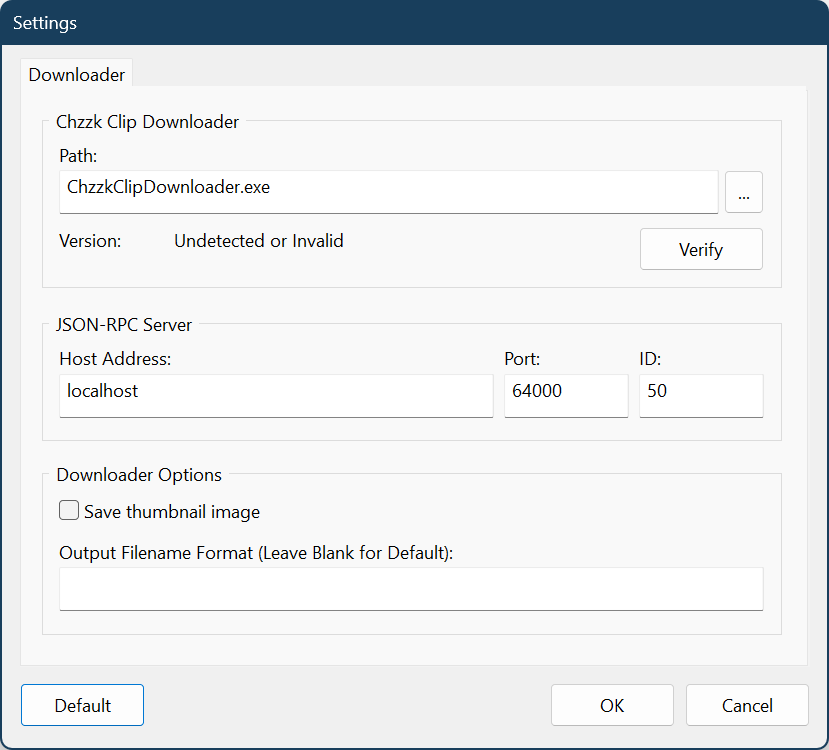 Settings
Downloader
Chzzk Clip Downloader
Path:
ChzzkClipDownloader.exe
...
Version: Undetected or Invalid
Verify
JSON-RPC Server
Host Address: Port: ID:
localhost 64000 50
Downloader Options
Save thumbnail image
Output Filename Format (Leave Blank for Default):
Default OK Cancel